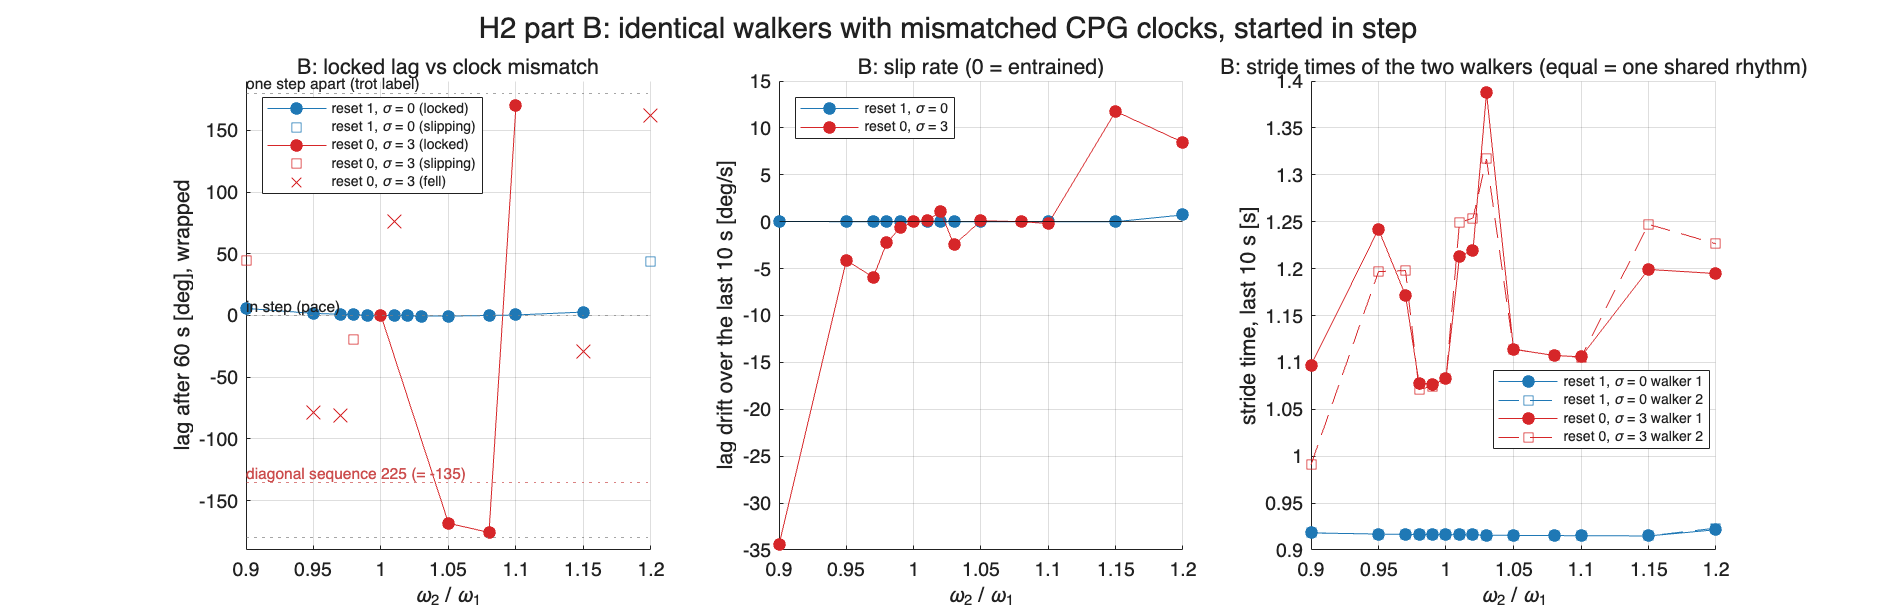 H2 part B: identical walkers with mismatched CPG clocks, started in step
B: locked lag vs clock mismatch
one step apart (trot label)
reset 1, σ = 0 (locked)
reset 1, σ = 0 (slipping)
reset 0, σ = 3 (locked)
reset 0, σ = 3 (slipping)
reset 0, σ = 3 (fell)
in step (pace)
diagonal sequence 225 (= -135)
lag after 60 s [deg], wrapped
150
100
50
0
-50
-100
-150
0.9 0.95 1 1.05 1.1 1.15 1.2
ω2 / ω1
B: slip rate (0 = entrained)
reset 1, σ = 0
reset 0, σ = 3
lag drift over the last 10 s [deg/s]
15
10
5
0
-5
-10
-15
-20
-25
-30
-35
0.9 0.95 1 1.05 1.1 1.15 1.2
ω2 / ω1
B: stride times of the two walkers (equal = one shared rhythm)
reset 1, σ = 0 walker 1
reset 1, σ = 0 walker 2
reset 0, σ = 3 walker 1
reset 0, σ = 3 walker 2
stride time, last 10 s [s]
1.4
1.35
1.3
1.25
1.2
1.15
1.1
1.05
1
0.95
0.9
0.9 0.95 1 1.05 1.1 1.15 1.2
ω2 / ω1